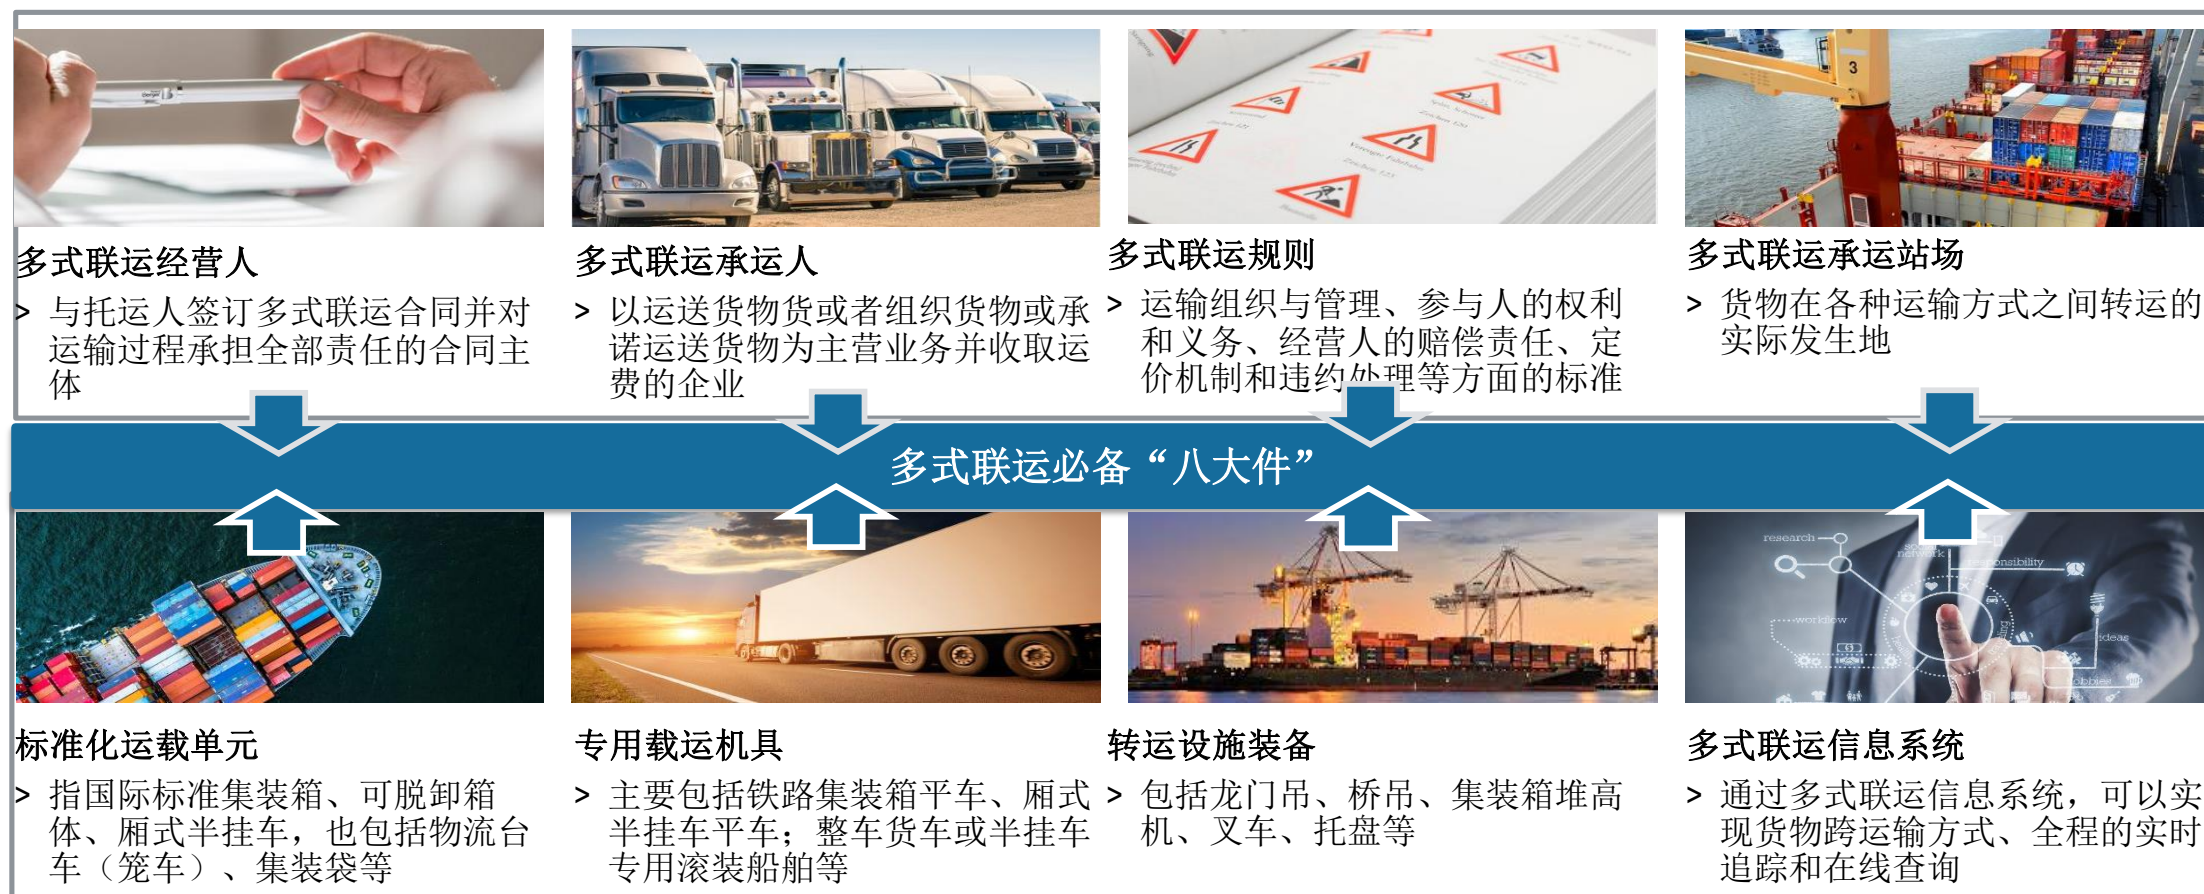 多式联运经营人
> 与托运人签订多式联运合同并对
运输过程承担全部责任的合同主
体
多式联运承运人
> 以运送货物货或者组织货物或承
诺运送货物为主营业务并收取运
费的企业
多式联运规则
> 运输组织与管理、参与人的权利
和义务、经营人的赔偿责任、定
价机制和违约处理等方面的标准
3
多式联运承运站场
> 货物在各种运输方式之间转运的
实际发生地
多式联运必备“八大件”
标准化运载单元
> 指国际标准集装箱、可脱卸箱
体、厢式半挂车，也包括物流台
车（笼车）、集装袋等
专用载运机具
> 主要包括铁路集装箱平车、厢式
半挂车平车；整车货车或半挂车
专用滚装船舶等
转运设施装备
> 包括龙门吊、桥吊、集装箱堆高
机、叉车、托盘等
research
network
workflow
ideas
多式联运信息系统
> 通过多式联运信息系统，可以实
现货物跨运输方式、全程的实时
追踪和在线查询